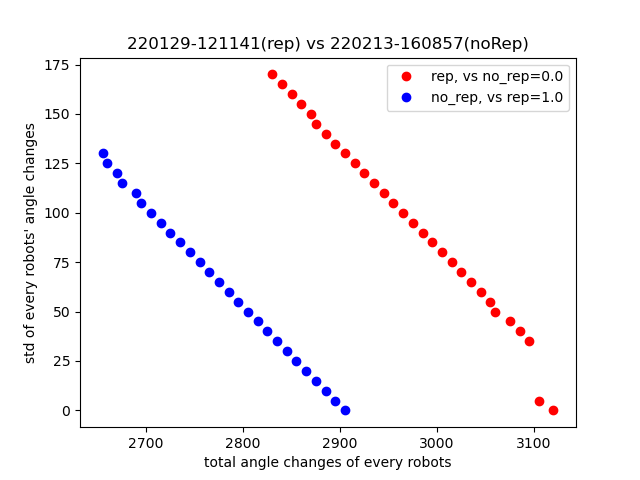 220129-121141(rep) vs 220213-160857(noRep)
rep, vs no_rep=0.0
no_rep, vs rep=1.0
std of every robots' angle changes
175
150
125
100
75
50
25
0
2700 2800 2900 3000 3100
total angle changes of every robots